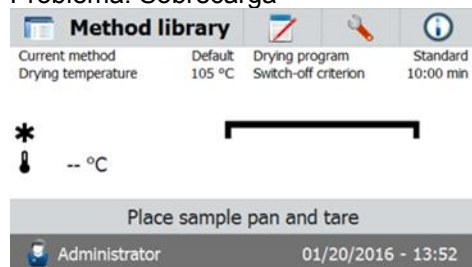 Problema: Sobrecarga
Method library
Current method Default Drying program Standard
Drying temperature 105 °C Switch-off criterion 10:00 min
-- °C
Place sample pan and tare
Administrator 01/20/2016 - 13:52